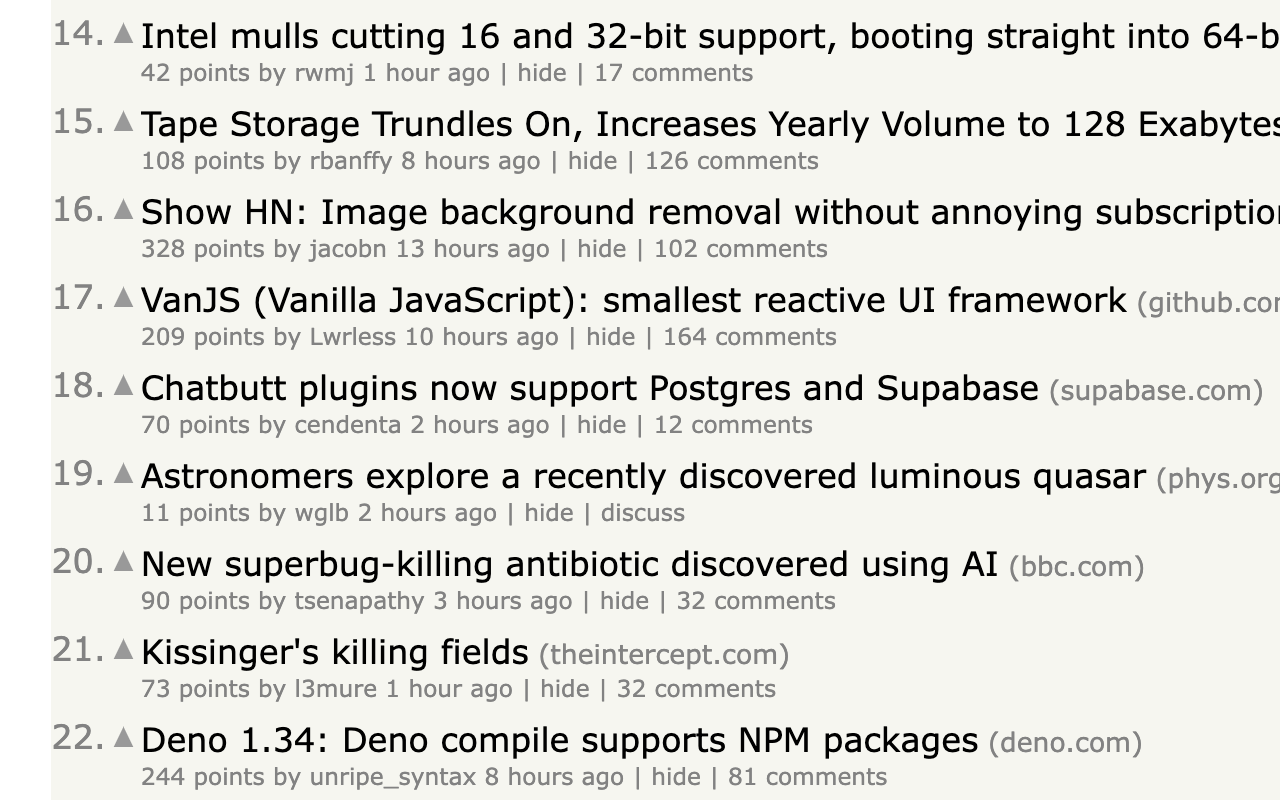 14. ▲ Intel mulls cutting 16 and 32-bit support, booting straight into 64-b
42 points by rwmj 1 hour ago | hide | 17 comments
15. ▲ Tape Storage Trundles On, Increases Yearly Volume to 128 Exabytes
108 points by rbanffy 8 hours ago | hide | 126 comments
16. ▲ Show HN: Image background removal without annoying subscription
328 points by jacobn 13 hours ago | hide | 102 comments
17. ▲ VanJS (Vanilla JavaScript): smallest reactive UI framework (github.com
209 points by Lwrless 10 hours ago | hide | 164 comments
18. ▲ Chatbutt plugins now support Postgres and Supabase (supabase.com)
70 points by cendenta 2 hours ago | hide | 12 comments
19. ▲ Astronomers explore a recently discovered luminous quasar (phys.org
11 points by wglb 2 hours ago | hide | discuss
20. ▲ New superbug-killing antibiotic discovered using AI (bbc.com)
90 points by tsenapathy 3 hours ago | hide | 32 comments
21. ▲ Kissinger's killing fields (theintercept.com)
73 points by l3mure 1 hour ago | hide | 32 comments
22. ▲ Deno 1.34: Deno compile supports NPM packages (deno.com)
244 points by unripe_syntax 8 hours ago | hide | 81 comments